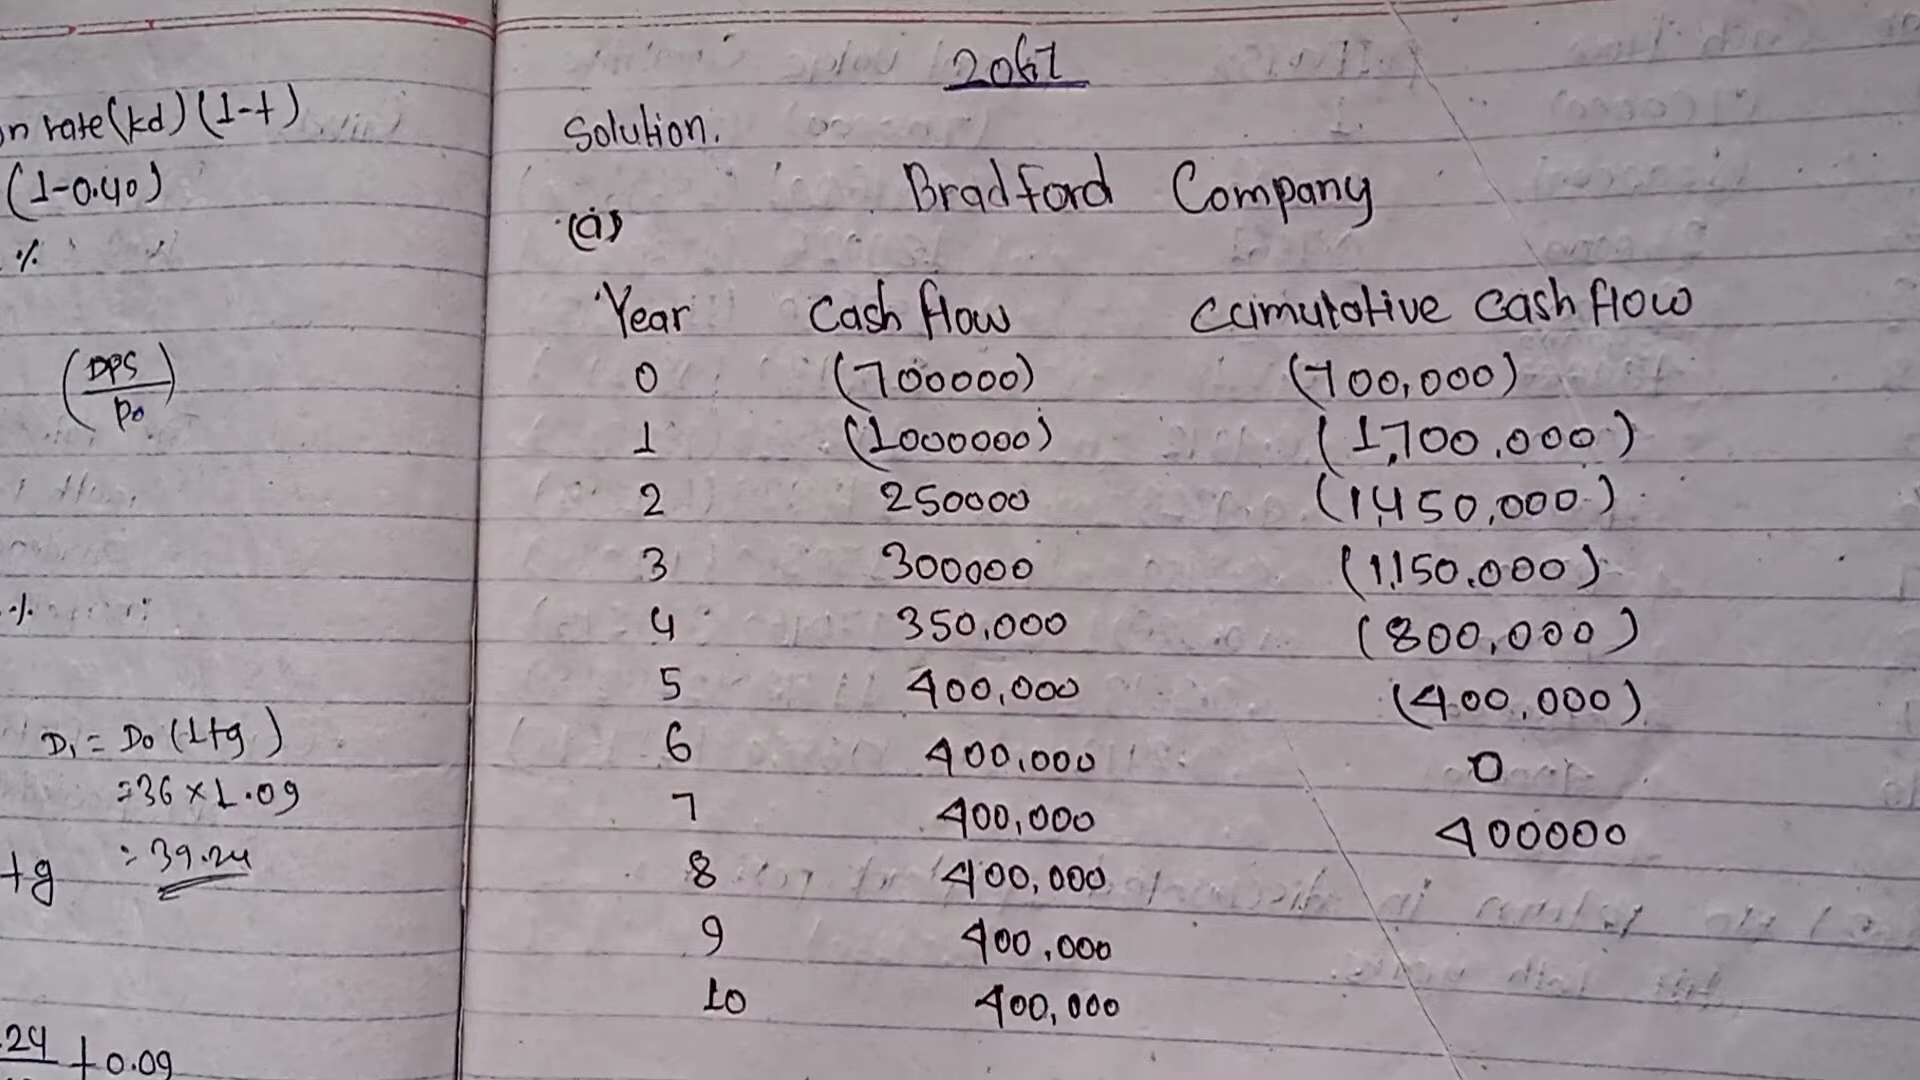 n rate (kd) (1-t)
(1-0.40)
%
(DPS
Po)
%
D₁ = Do (1+g)
=36 × 1.09
= 39.24
+g
.24 + 0.09
2067
Solution.
Bradford Company
(a)
Year Cash flow Cumutative Cash flow
0 (700000) (700,000)
1 (1000000) (1,700,000)
2 250000 (1,450,000)
3 300000 (1,150,000)
4 350,000 (800,000)
5 400,000 (400,000)
6 400,000 0
7 400,000 400000
8 400,000
9 400,000
10 400,000